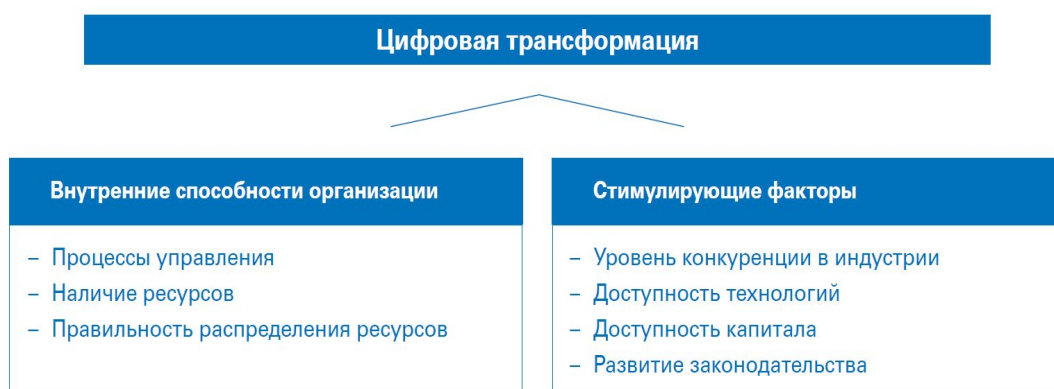 Цифровая трансформация
Внутренние способности организации
– Процессы управления
– Наличие ресурсов
– Правильность распределения ресурсов
Стимулирующие факторы
– Уровень конкуренции в индустрии
– Доступность технологий
– Доступность капитала
– Развитие законодательства